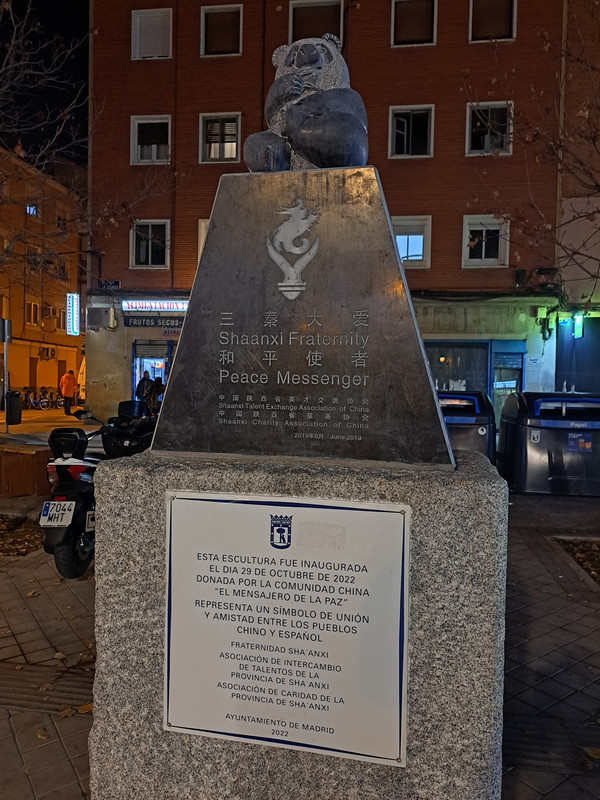 ALIMENTACIÓN
FRUTOS SECOS
三 秦 大 爱
Shaanxi Fraternity
和 平 使 者
Peace Messenger
中国陕西省英才交流协会
Shaanxi Talent Exchange Association of China
中国陕西省慈善协会
Shaanxi Charity Association of China
2019年6月 June 2019
7044
MHT
Papel
ESTA ESCULTURA FUE INAUGURADA
EL DIA 29 DE OCTUBRE DE 2022
DONADA POR LA COMUNIDAD CHINA
"EL MENSAJERO DE LA PAZ"
REPRESENTA UN SÍMBOLO DE UNIÓN
Y AMISTAD ENTRE LOS PUEBLOS
CHINO Y ESPAÑOL
FRATERNIDAD SHA´ANXI
ASOCIACIÓN DE INTERCAMBIO
DE TALENTOS DE LA
PROVINCIA DE SHA´ANXI
ASOCIACIÓN DE CARIDAD DE LA
PROVINCIA DE SHA´ANXI
AYUNTAMIENTO DE MADRID
2022